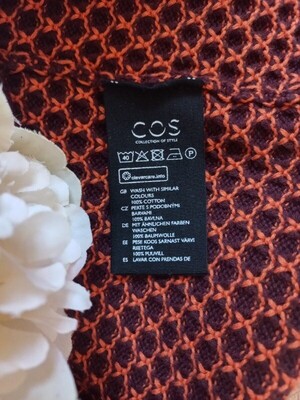 COS
COLLECTION OF STYLE
40
P
clevercare.info
GB WASH WITH SIMILAR
COLOURS
100% COTTON
CZ PERTE S PODOBNÝMI
BARVAMI
100% BAVLNA
DE MIT ÄHNLICHEN FARBEN
WASCHEN
100% BAUMWOLLE
EE PESE KOOS SARNAST VÄRVI
RIIETEGA
100% PUUVILL
ES LAVAR CON PRENDAS DE